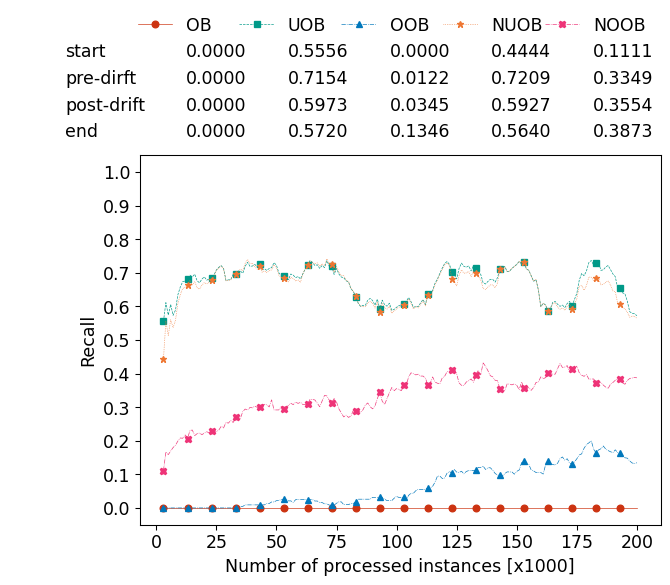 OB UOB OOB NUOB NOOB
start 0.0000 0.5556 0.0000 0.4444 0.1111
pre-dirft 0.0000 0.7154 0.0122 0.7209 0.3349
post-drift 0.0000 0.5973 0.0345 0.5927 0.3554
end 0.0000 0.5720 0.1346 0.5640 0.3873
1.0
0.9
0.8
0.7
0.6
0.5
0.4
0.3
0.2
0.1
0.0
Recall
0 25 50 75 100 125 150 175 200
Number of processed instances [x1000]